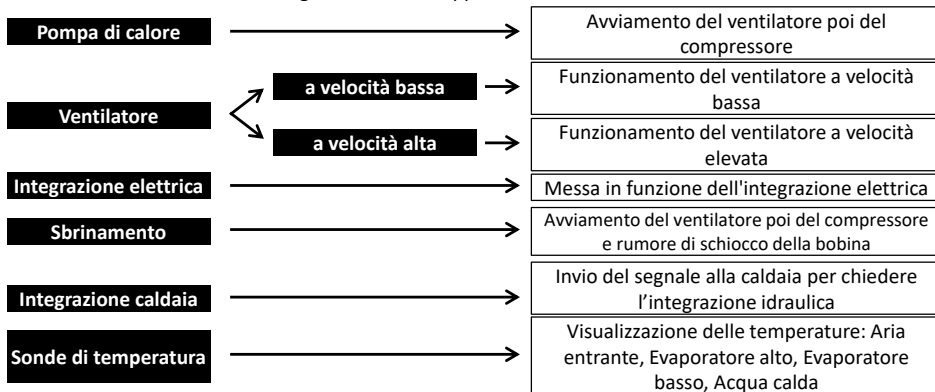 Pompa di calore
Avviamento del ventilatore poi del
compressore
Ventilatore
a velocità bassa
Funzionamento del ventilatore a velocità
bassa
a velocità alta
Funzionamento del ventilatore a velocità
elevata
Integrazione elettrica
Messa in funzione dell'integrazione elettrica
Sbrinamento
Avviamento del ventilatore poi del compressore
e rumore di schiocco della bobina
Integrazione caldaia
Invio del segnale alla caldaia per chiedere
l’integrazione idraulica
Sonde di temperatura
Visualizzazione delle temperature: Aria
entrante, Evaporatore alto, Evaporatore
basso, Acqua calda